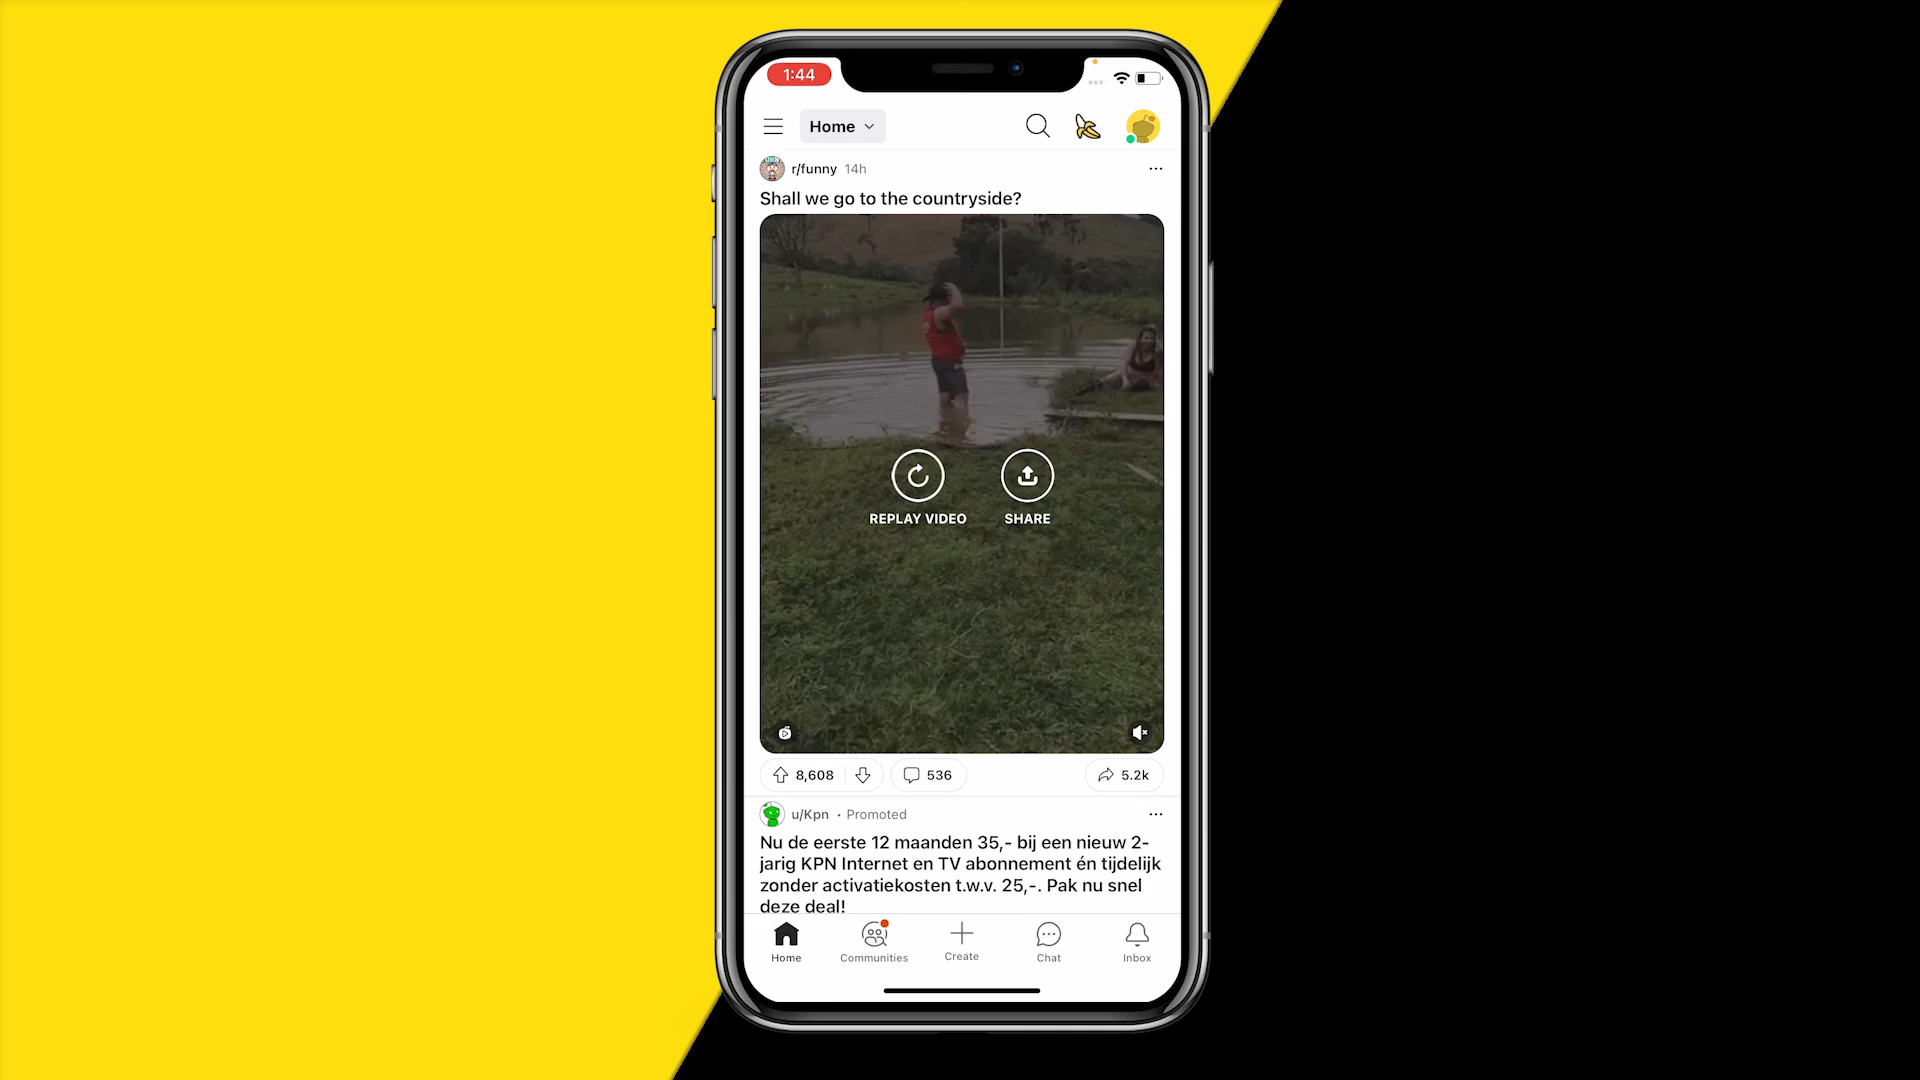 1:44
Home
r/funny 14h
Shall we go to the countryside?
REPLAY VIDEO
SHARE
8,608
536
5.2k
u/Kpn • Promoted
Nu de eerste 12 maanden 35,- bij een nieuw 2-
jarig KPN Internet en TV abonnement én tijdelijk
zonder activatiekosten t.w.v. 25,-. Pak nu snel
deze deal!
Home
Communities
Create
Chat
Inbox